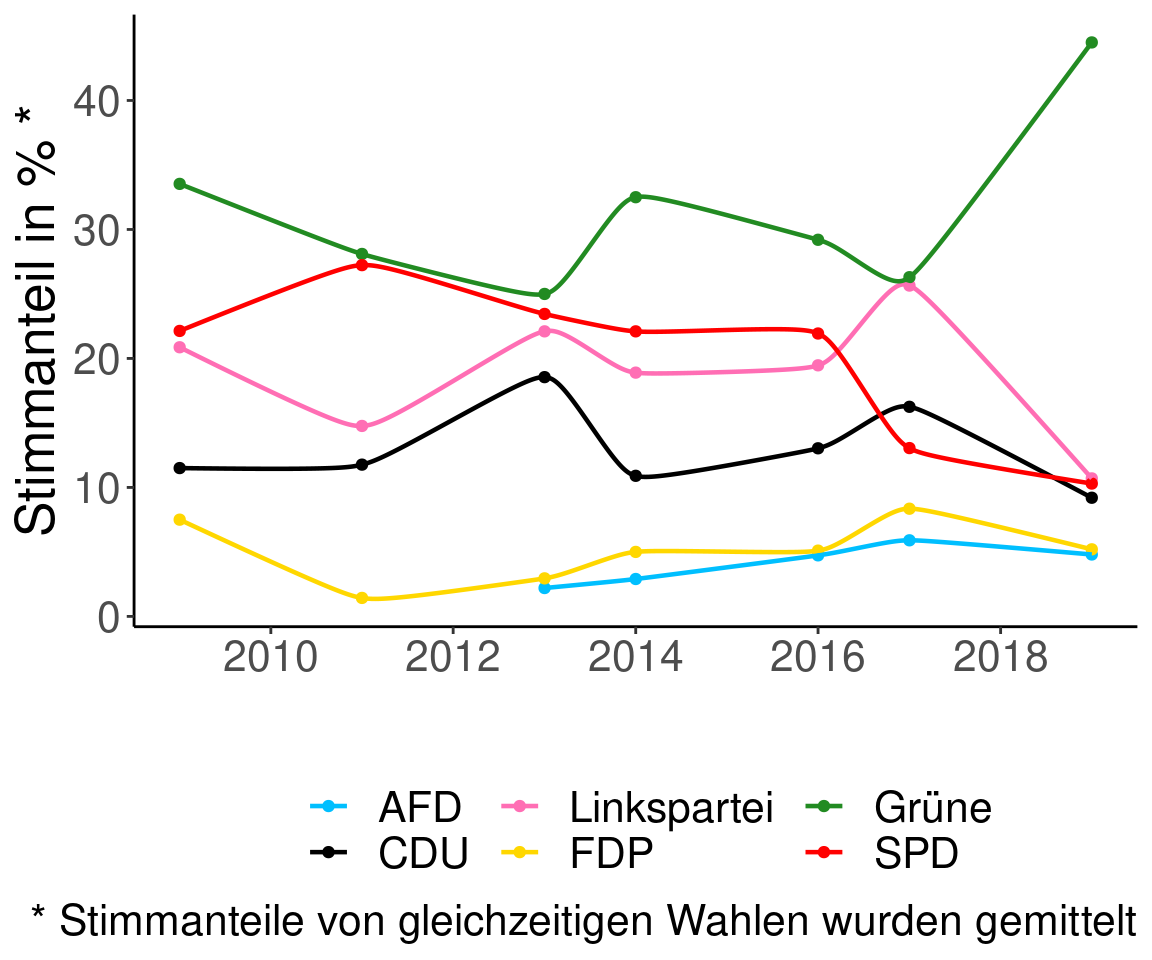 Stimmanteil in % *
40
30
20
10
0
2010 2012 2014 2016 2018
AFD Linkspartei Grüne
CDU FDP SPD
* Stimmanteile von gleichzeitigen Wahlen wurden gemittelt